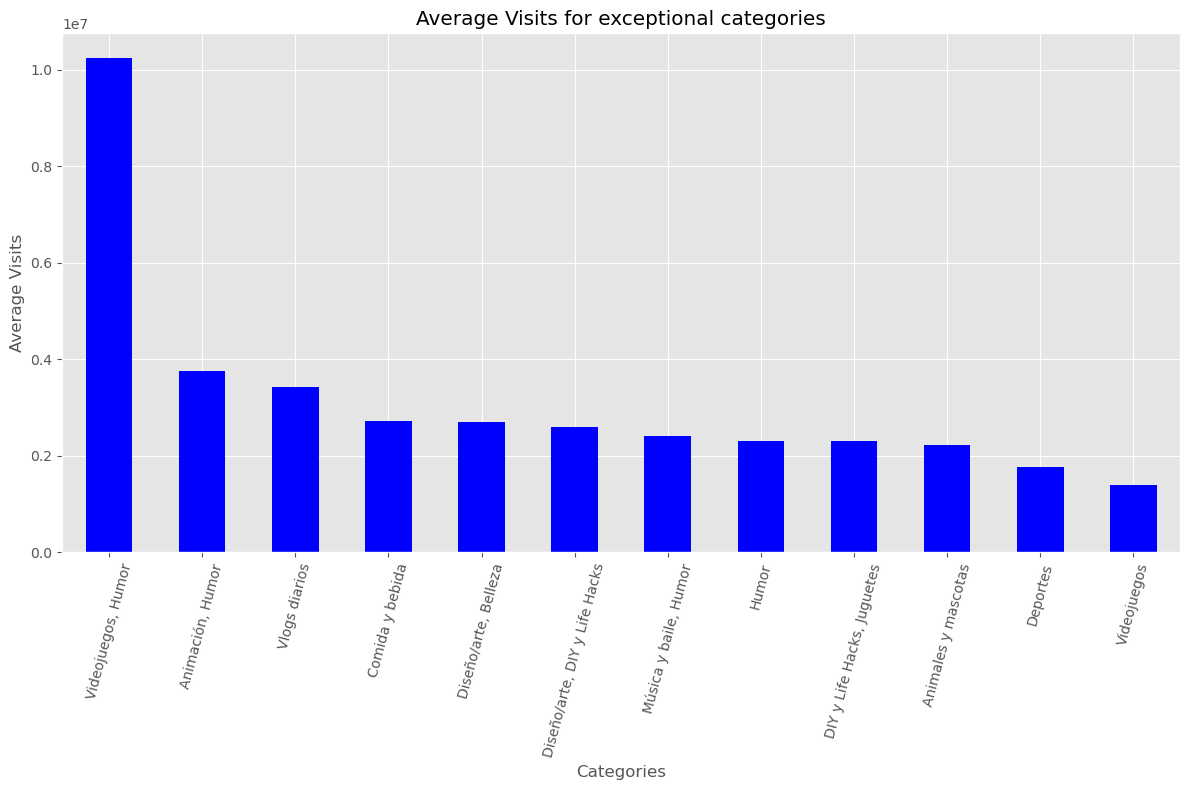 Average Visits for exceptional categories
1e7
1.0
0.8
0.6
0.4
0.2
0.0
Average Visits
Videojuegos, Humor
Animación, Humor
Vlogs diarios
Comida y bebida
Diseño/arte, Belleza
Diseño/arte, DIY y Life Hacks
Música y baile, Humor
Humor
DIY y Life Hacks, Juguetes
Animales y mascotas
Deportes
Videojuegos
Categories